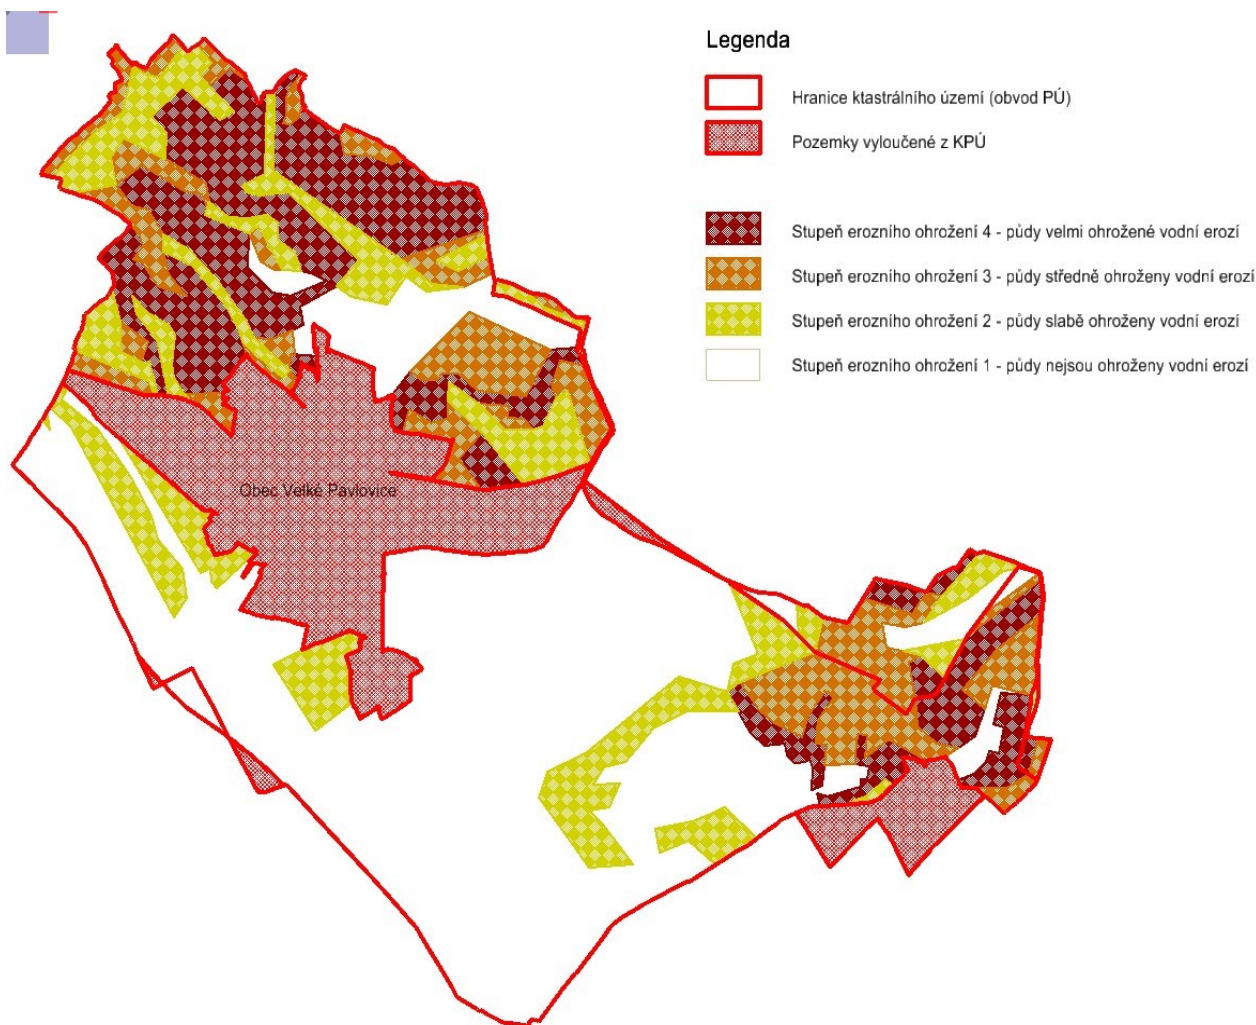 Legenda
Hranice ktastrálního území (obvod PÚ)
Pozemky vyloučené z KPÚ
Stupeň erozního ohrožení 4 - půdy velmi ohrožené vodní erozí
Stupeň erozního ohrožení 3 - půdy středně ohroženy vodní erozí
Stupeň erozního ohrožení 2 - půdy slabě ohroženy vodní erozí
Stupeň erozního ohrožení 1 - půdy nejsou ohroženy vodní erozí
Obec Velké Pavlovice